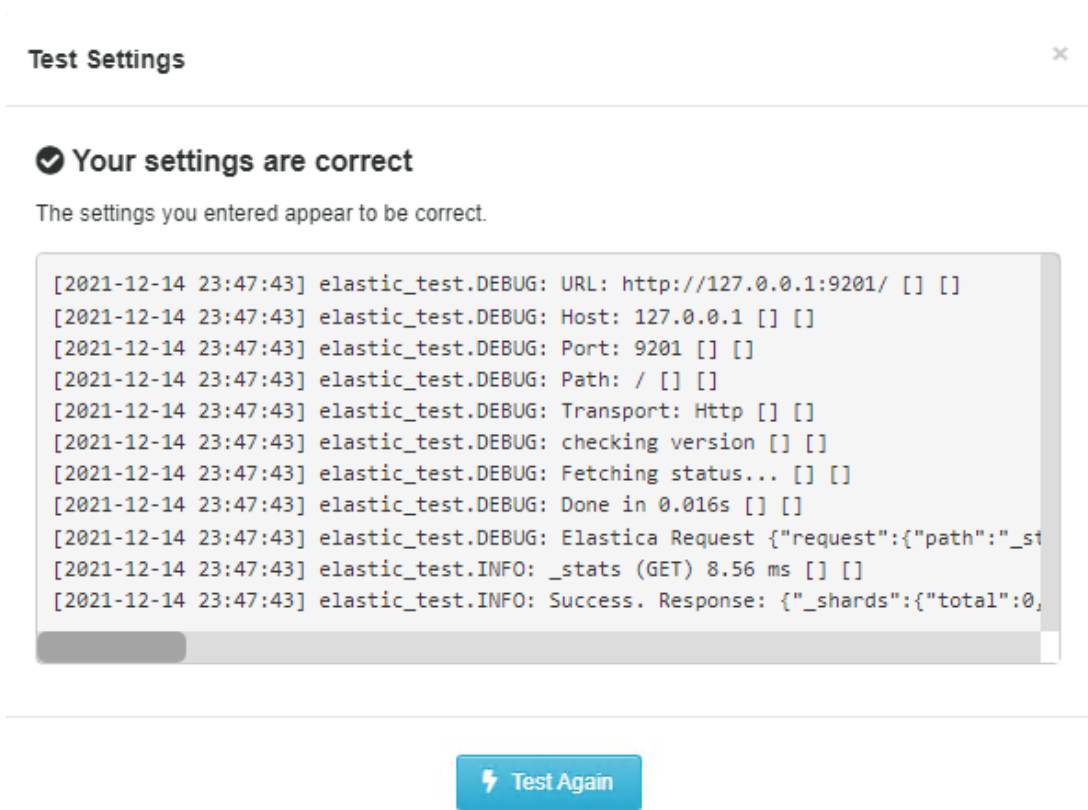 Test Settings
×
Your settings are correct
The settings you entered appear to be correct.
[2021-12-14 23:47:43] elastic_test.DEBUG: URL: http://127.0.0.1:9201/ [] []
[2021-12-14 23:47:43] elastic_test.DEBUG: Host: 127.0.0.1 [] []
[2021-12-14 23:47:43] elastic_test.DEBUG: Port: 9201 [] []
[2021-12-14 23:47:43] elastic_test.DEBUG: Path: / [] []
[2021-12-14 23:47:43] elastic_test.DEBUG: Transport: Http [] []
[2021-12-14 23:47:43] elastic_test.DEBUG: checking version [] []
[2021-12-14 23:47:43] elastic_test.DEBUG: Fetching status... [] []
[2021-12-14 23:47:43] elastic_test.DEBUG: Done in 0.016s [] []
[2021-12-14 23:47:43] elastic_test.DEBUG: Elastica Request {"request":{"path":"_st
[2021-12-14 23:47:43] elastic_test.INFO: _stats (GET) 8.56 ms [] []
[2021-12-14 23:47:43] elastic_test.INFO: Success. Response: {"_shards":{"total":0,
Test Again